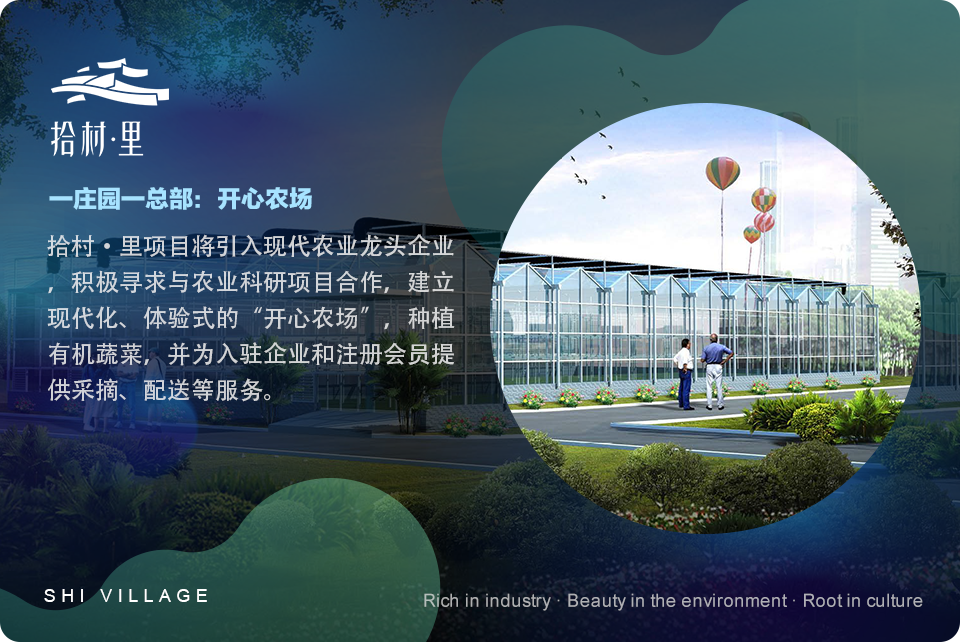 拾村·里
一庄园一总部：开心农场
拾村·里项目将引入现代农业龙头企业
，积极寻求与农业科研项目合作，建立
现代化、体验式的“开心农场”，种植
有机蔬菜，并为入驻企业和注册会员提
供采摘、配送等服务。
SHI VILLAGE
Rich in industry · Beauty in the environment · Root in culture